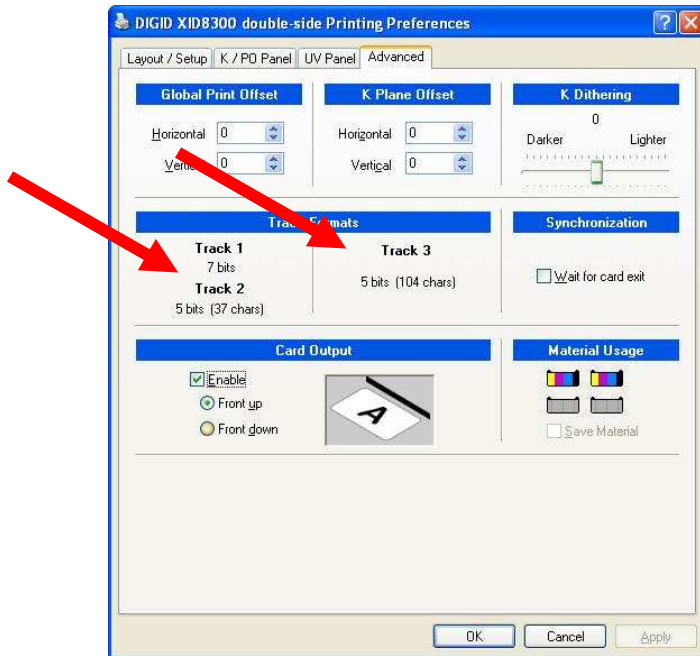 DIGID XID8300 double-side Printing Preferences
Layout / Setup K / PO Panel UV Panel Advanced
Global Print Offset
Horizontal 0
Vertical 0
K Plane Offset
Horizontal 0
Vertical 0
K Dithering
0
Darker Lighter
Track Formats
Track 1
7 bits
Track 2
5 bits (37 chars)
Track 3
5 bits (104 chars)
Synchronization
Wait for card exit
Card Output
Enable
Front up
Front down
A
Material Usage
Save Material
OK Cancel Apply